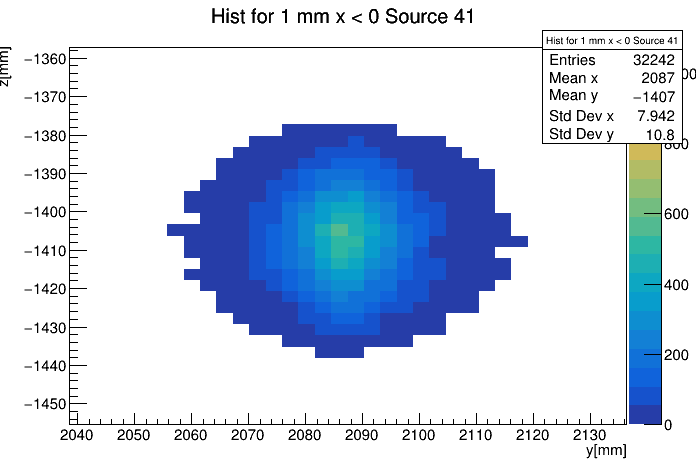 Hist for 1 mm x < 0 Source 41
Hist for 1 mm x < 0 Source 41
Entries 32242
Mean x 2087
Mean y −1407
Std Dev x 7.942
Std Dev y 10.8
z[mm]
−1360
−1370
−1380
−1390
−1400
−1410
−1420
−1430
−1440
−1450
2040 2050 2060 2070 2080 2090 2100 2110 2120 2130
y[mm]
800
600
400
200
0